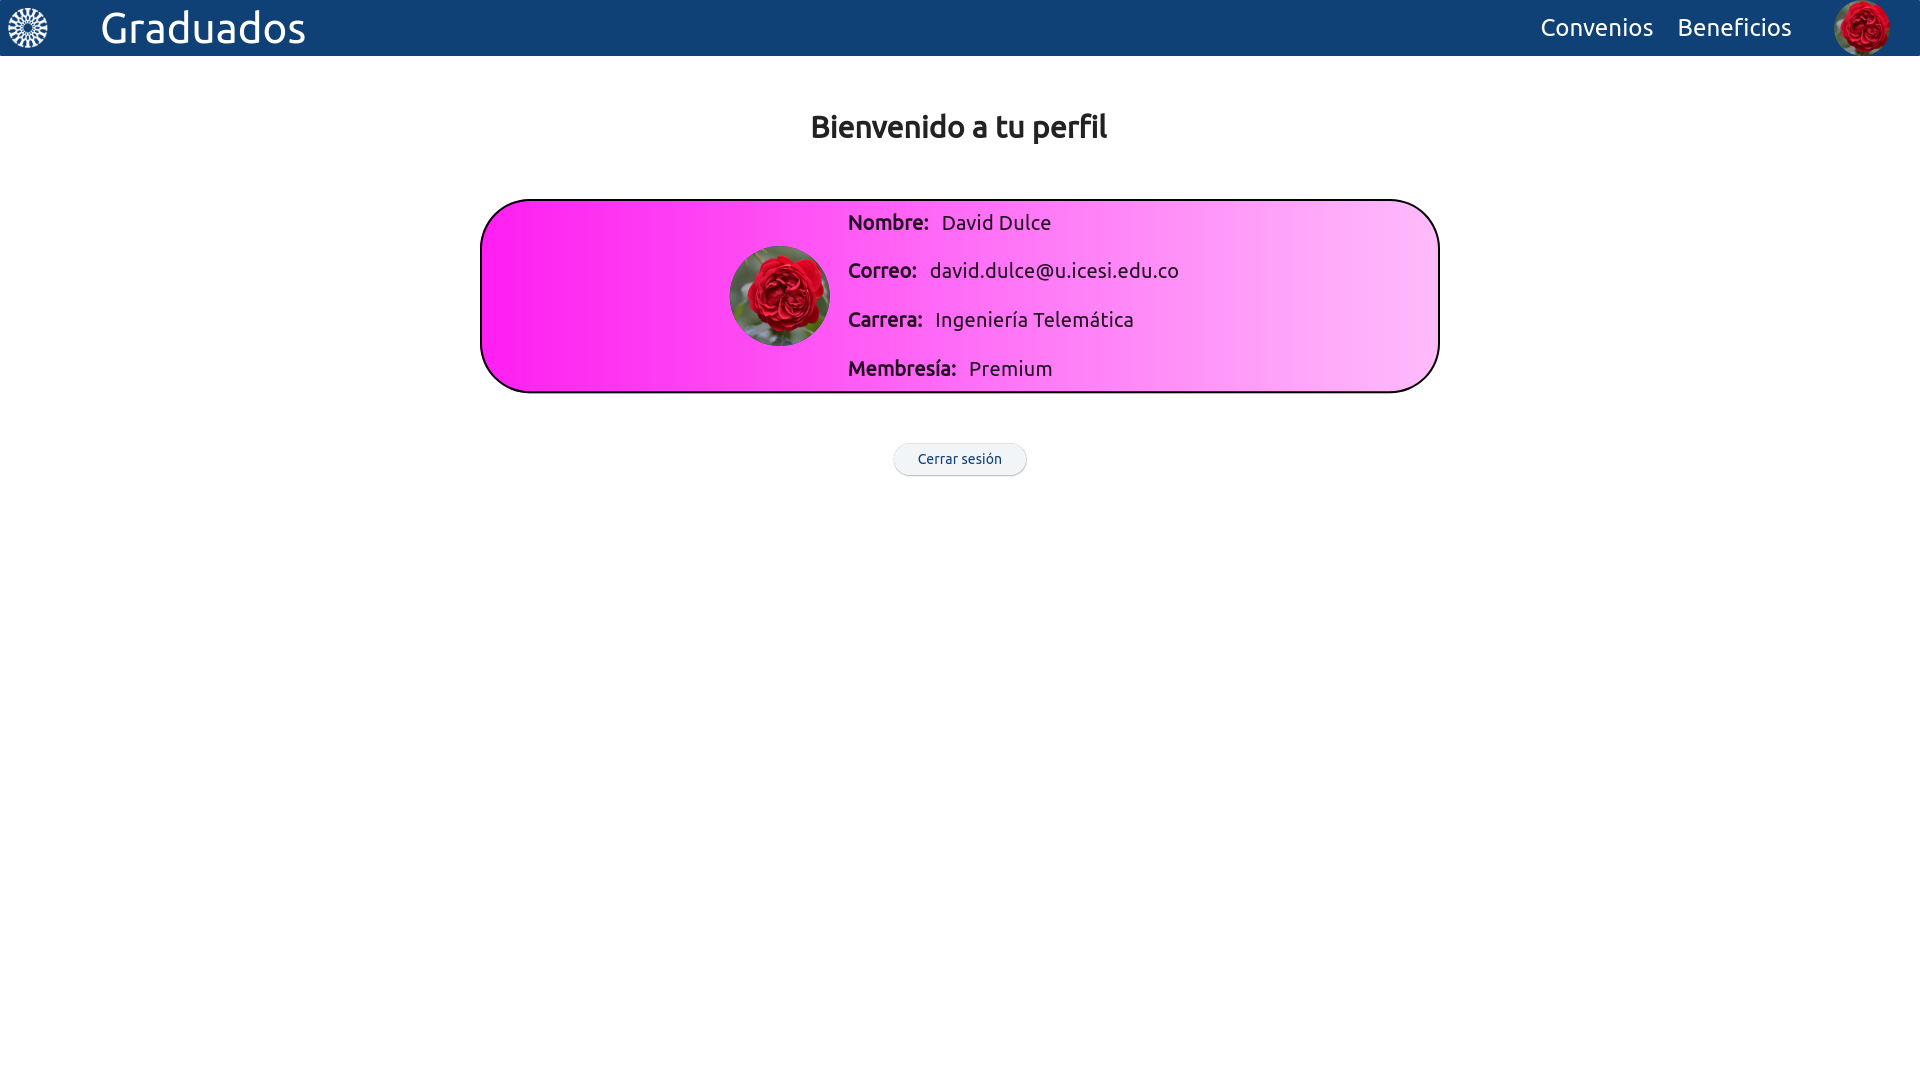 Graduados
Convenios Beneficios
Bienvenido a tu perfil
Nombre: David Dulce
Correo: david.dulce@u.icesi.edu.co
Carrera: Ingeniería Telemática
Membresía: Premium
Cerrar sesión